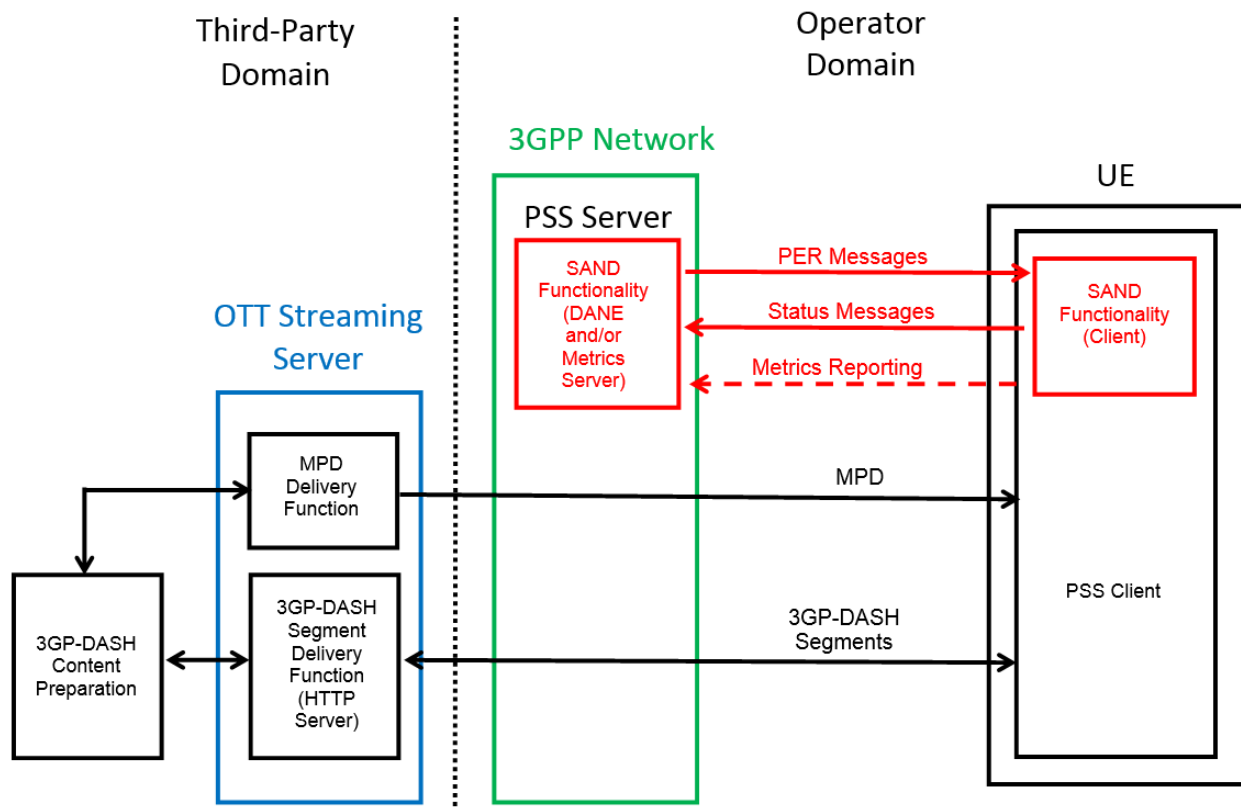 Third-Party
Domain
Operator
Domain
3GPP Network
UE
PSS Server
SAND
Functionality
(DANE
and/or
Metrics
Server)
PER Messages
Status Messages
Metrics Reporting
SAND
Functionality
(Client)
OTT Streaming
Server
MPD
Delivery
Function
MPD
3GP-DASH
Content
Preparation
3GP-DASH
Segment
Delivery
Function
(HTTP
Server)
3GP-DASH
Segments
PSS Client